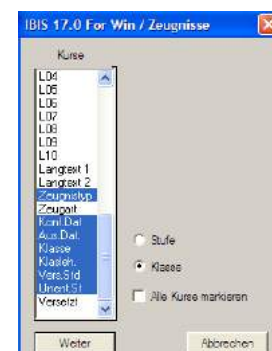 IBIS 17.0 For Win / Zeugnisse
Kurse
L04
L05
L06
L07
L08
L09
L10
Langtext 1
Langtext 2
Zeugnistyp
Zeugart
Konf.Dat
Aus.Dat.
Klasse
Klasleh.
Vers.Std
Unent.St
Versetzt
Stufe
Klasse
Alle Kurse markieren
Weiter
Abbrechen